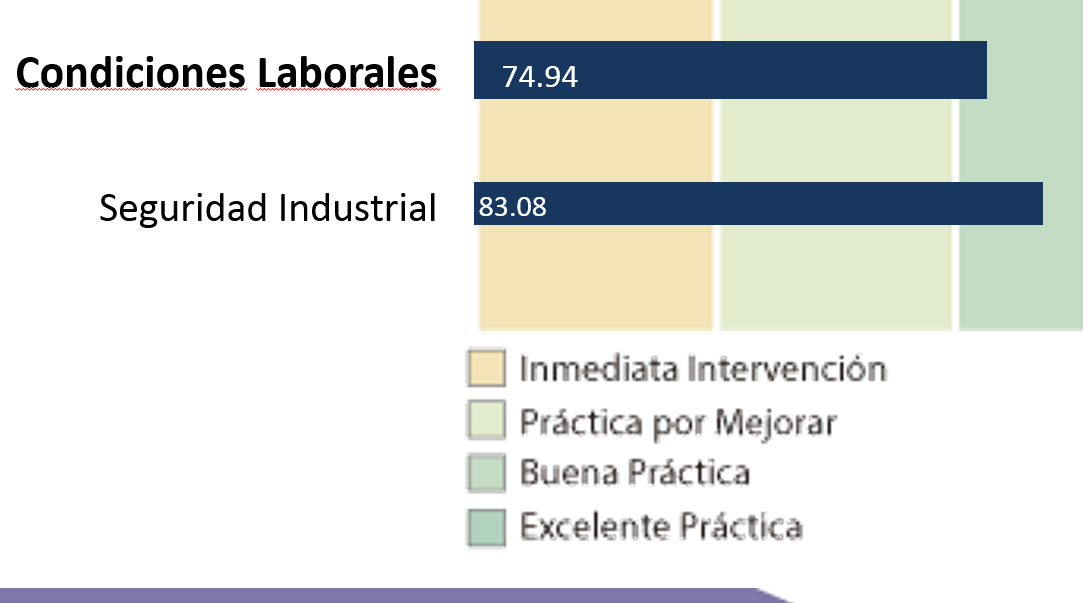 Condiciones Laborales 74.94
Seguridad Industrial 83.08
Inmediata Intervención
Práctica por Mejorar
Buena Práctica
Excelente Práctica